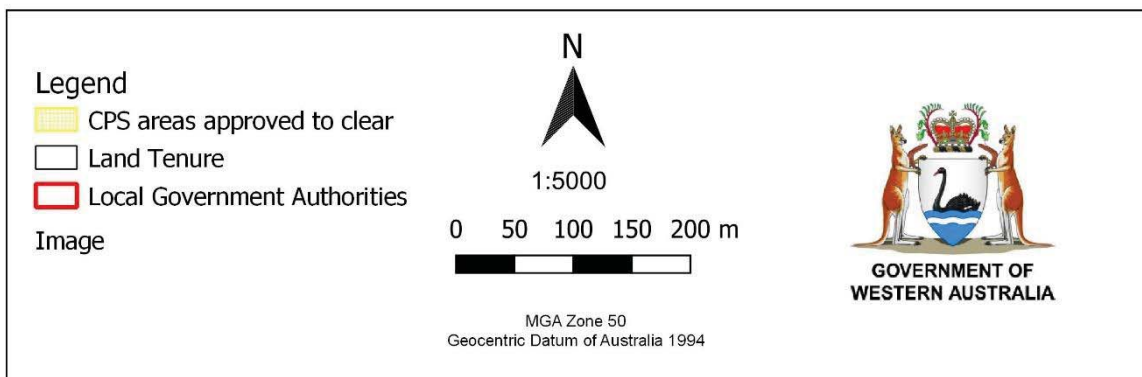 Legend
CPS areas approved to clear
Land Tenure
Local Government Authorities
Image
N
1:5000
0 50 100 150 200 m
MGA Zone 50
Geocentric Datum of Australia 1994
GOVERNMENT OF
WESTERN AUSTRALIA